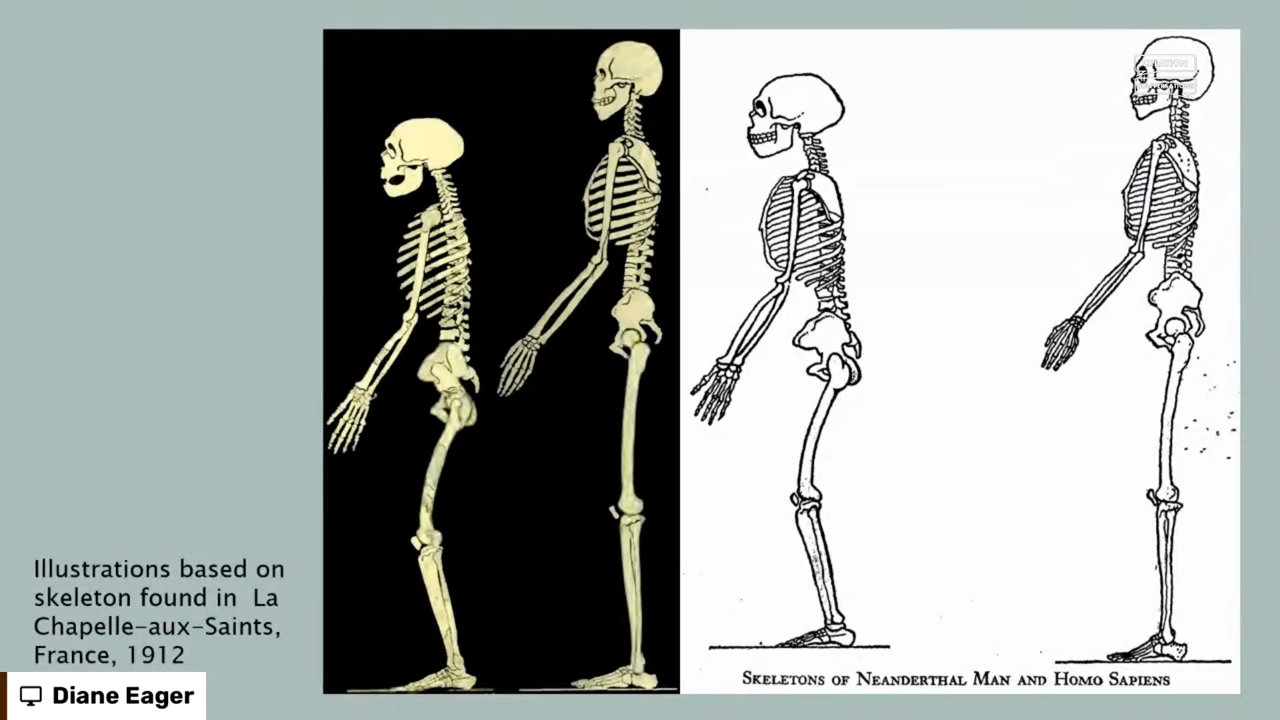 Illustrations based on
skeleton found in La
Chapelle-aux-Saints,
France, 1912
Diane Eager
SKELETONS OF NEANDERTHAL MAN AND HOMO SAPIENS